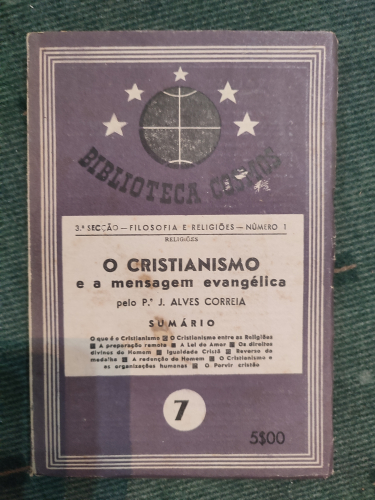 BIBLIOTECA COSMOS
3.ª SECÇÃO — FILOSOFIA E RELIGIÕES — NÚMERO 1
RELIGIÕES
O CRISTIANISMO
e a mensagem evangélica
pelo P.e J. ALVES CORREIA
SUMÁRIO
O que é o Cristianismo ■ O Cristianismo entre as Religiões
■ A preparação remota ■ A Lei do Amor ■ Os direitos
divinos do Homem ■ Igualdade Cristã ■ Reverso da
medalha ■ A redenção do Homem ■ O Cristianismo e
as organizações humanas ■ O Porvir cristão
7
5$00